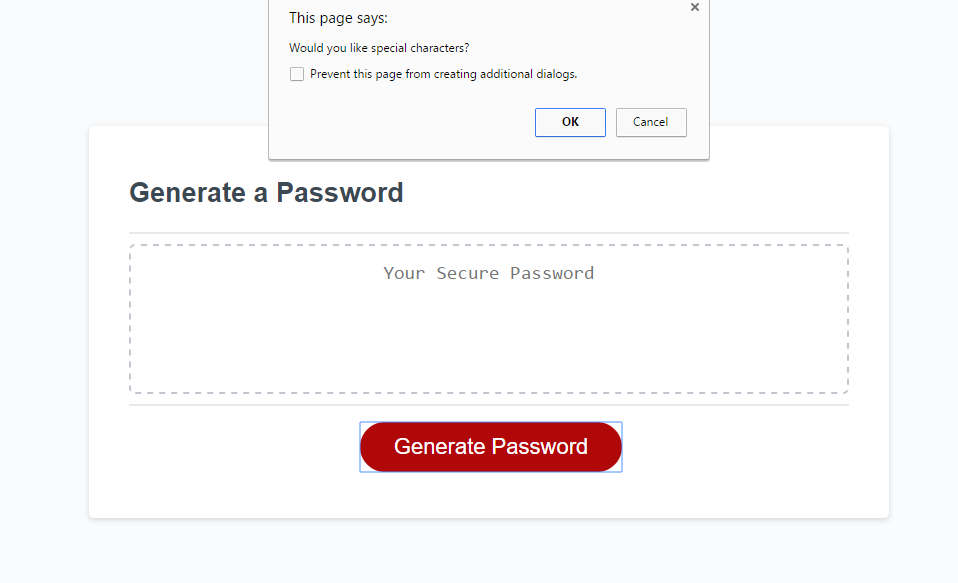 This page says:
Would you like special characters?
Prevent this page from creating additional dialogs.
OK
Cancel
Generate a Password
Your Secure Password
Generate Password